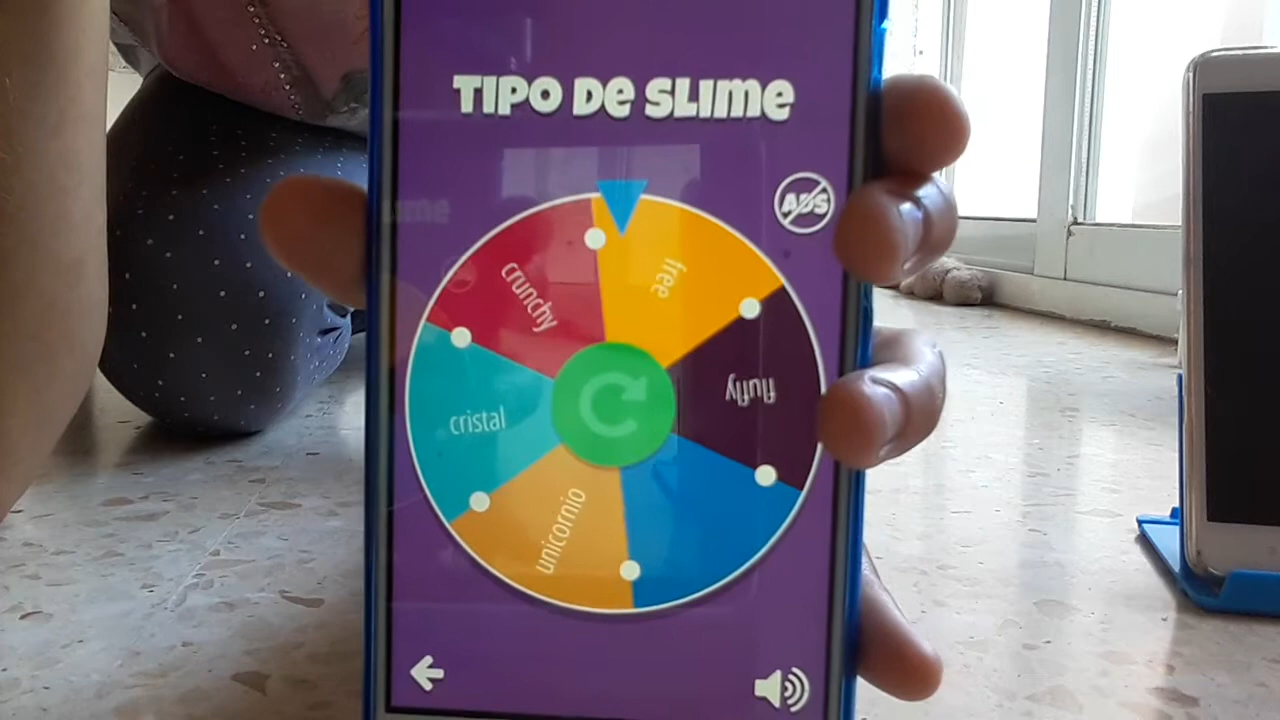 TIPO DE SLIME
ADS
free
crunchy
fluffy
cristal
unicornio